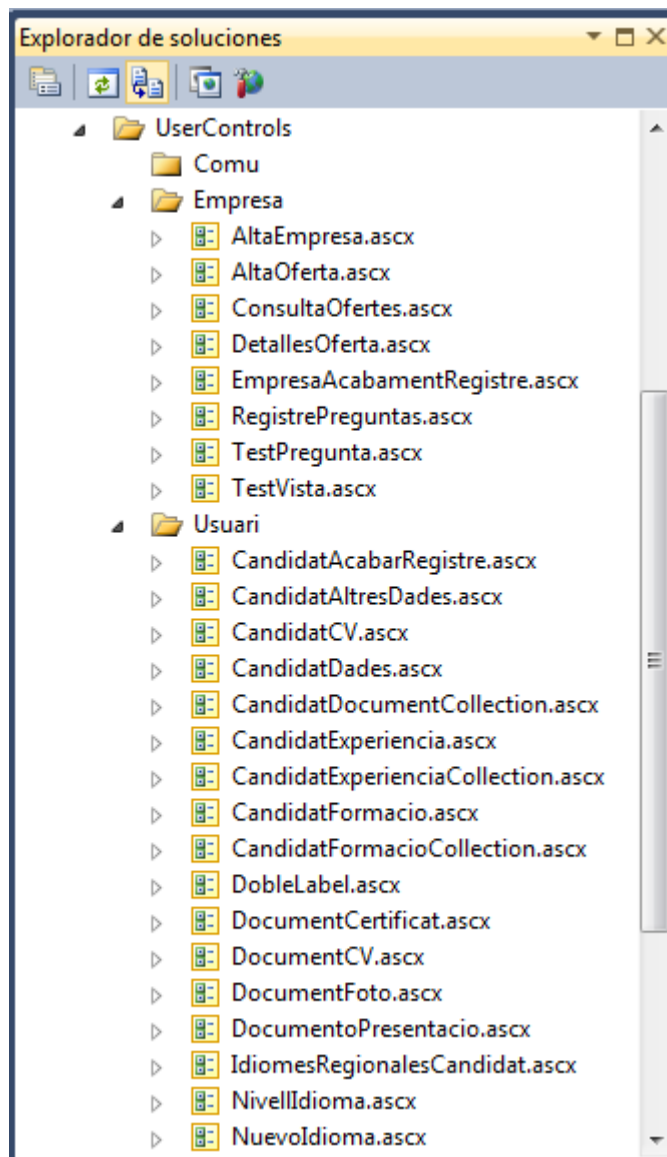 Explorador de soluciones
UserControls
Comu
Empresa
AltaEmpresa.ascx
AltaOferta.ascx
ConsultaOfertes.ascx
DetallesOferta.ascx
EmpresaAcabamentRegistre.ascx
RegistrePreguntas.ascx
TestPregunta.ascx
TestVista.ascx
Usuari
CandidatAcabarRegistre.ascx
CandidatAltresDades.ascx
CandidatCV.ascx
CandidatDades.ascx
CandidatDocumentCollection.ascx
CandidatExperiencia.ascx
CandidatExperienciaCollection.ascx
CandidatFormacio.ascx
CandidatFormacioCollection.ascx
DobleLabel.ascx
DocumentCertificat.ascx
DocumentCV.ascx
DocumentFoto.ascx
DocumentoPresentacio.ascx
IdiomesRegionalesCandidat.ascx
NivellIdioma.ascx
NuevoIdioma.ascx